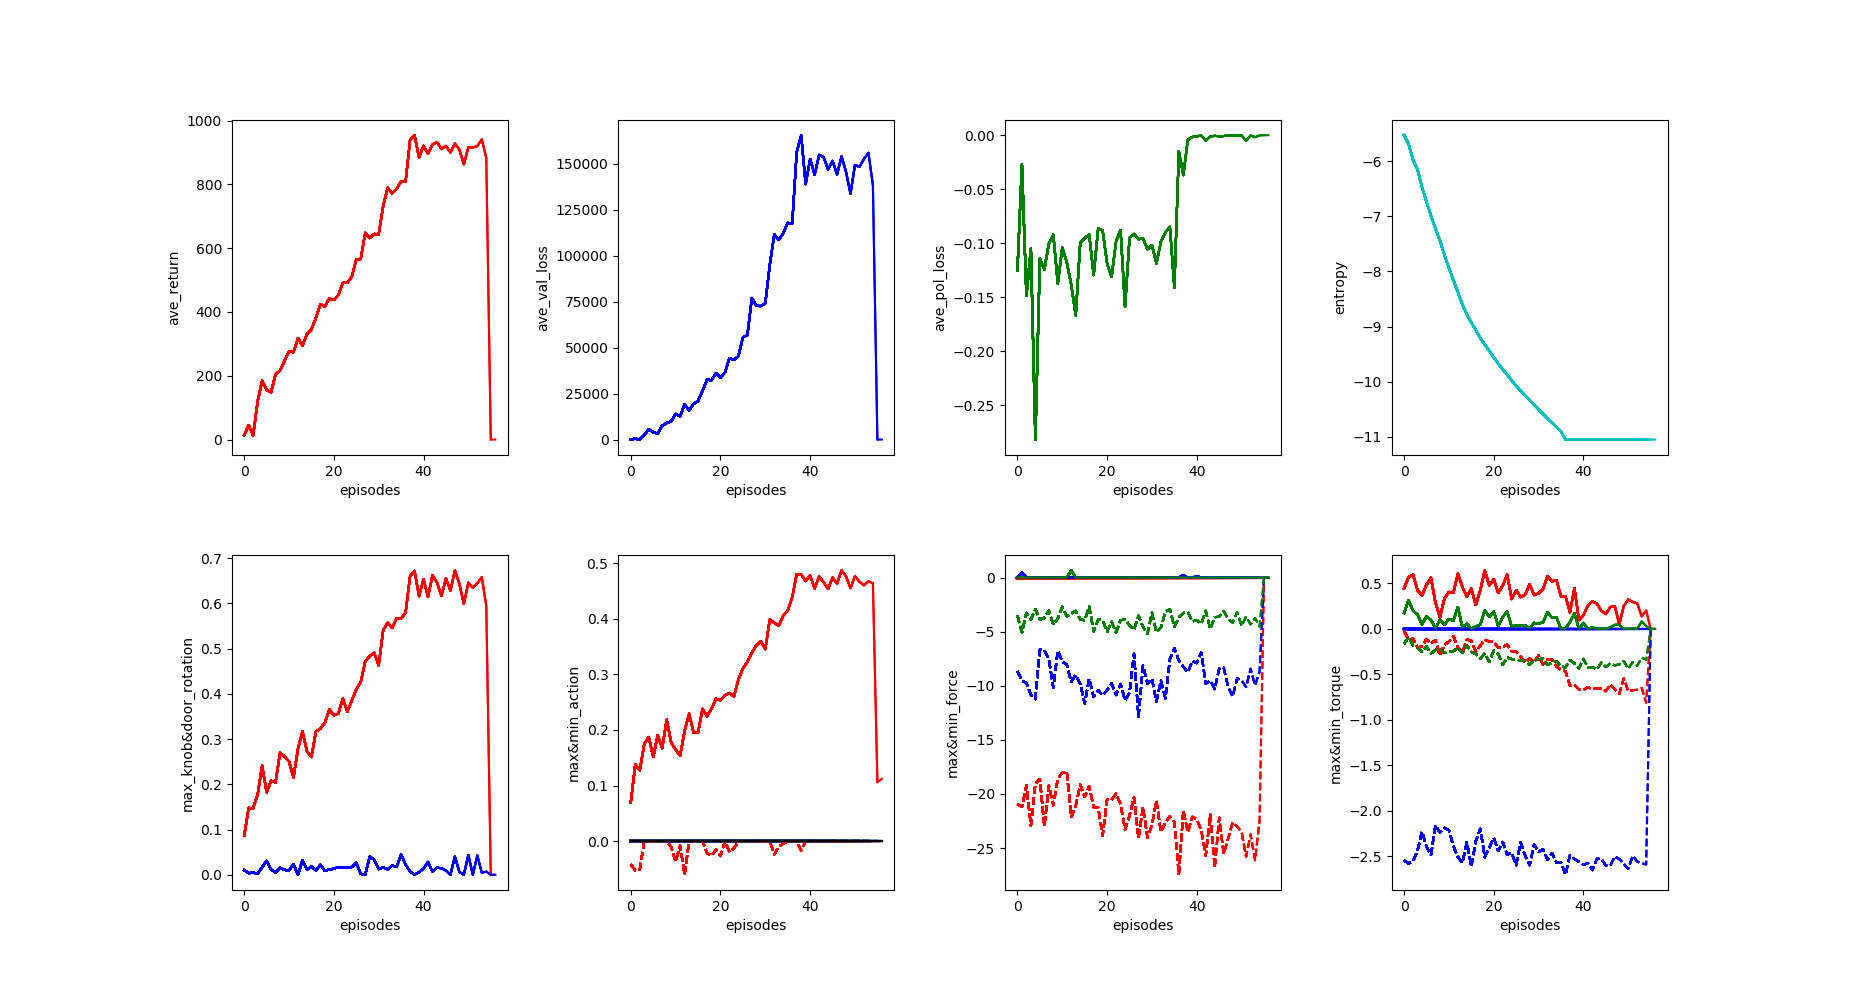 ave_return
1000
800
600
400
200
0
0 20 40
episodes
ave_val_loss
150000
125000
100000
75000
50000
25000
0
0 20 40
episodes
ave_pol_loss
0.00
−0.05
−0.10
−0.15
−0.20
−0.25
0 20 40
episodes
entropy
−6
−7
−8
−9
−10
−11
0 20 40
episodes
max_knob&door_rotation
0.7
0.6
0.5
0.4
0.3
0.2
0.1
0.0
0 20 40
episodes
max&min_action
0.5
0.4
0.3
0.2
0.1
0.0
0 20 40
episodes
max&min_force
0
−5
−10
−15
−20
−25
0 20 40
episodes
max&min_torque
0.5
0.0
−0.5
−1.0
−1.5
−2.0
−2.5
0 20 40
episodes